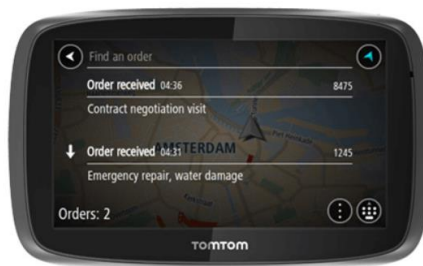 Find an order
Order received 04:36 8475
Contract negotiation visit
AMSTERDAM
Order received 04:31 1245
Emergency repair, water damage
Orders: 2
TOMTOM